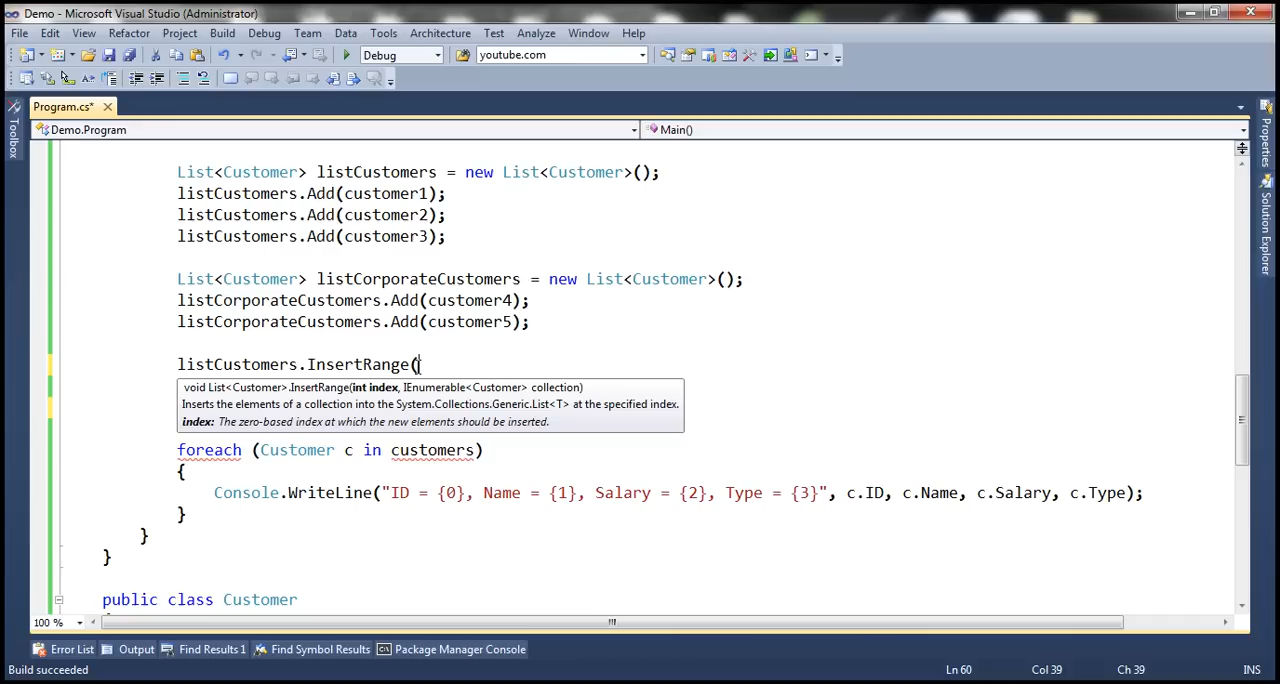 Demo - Microsoft Visual Studio (Administrator)
File Edit View Refactor Project Build Debug Team Data Tools Architecture Test Analyze Window Help
Debug youtube.com
Program.cs*
Demo.Program Main()
Toolbox
Properties
Solution Explorer
List<Customer> listCustomers = new List<Customer>();
listCustomers.Add(customer1);
listCustomers.Add(customer2);
listCustomers.Add(customer3);
List<Customer> listCorporateCustomers = new List<Customer>();
listCorporateCustomers.Add(customer4);
listCorporateCustomers.Add(customer5);
listCustomers.InsertRange(
void List<Customer>.InsertRange(int index, IEnumerable<Customer> collection)
Inserts the elements of a collection into the System.Collections.Generic.List<T> at the specified index.
index: The zero-based index at which the new elements should be inserted.
foreach (Customer c in customers)
{
Console.WriteLine("ID = {0}, Name = {1}, Salary = {2}, Type = {3}", c.ID, c.Name, c.Salary, c.Type);
}
}
}
public class Customer
100 %
Error List Output Find Results 1 Find Symbol Results Package Manager Console
Build succeeded Ln 60 Col 39 Ch 39 INS